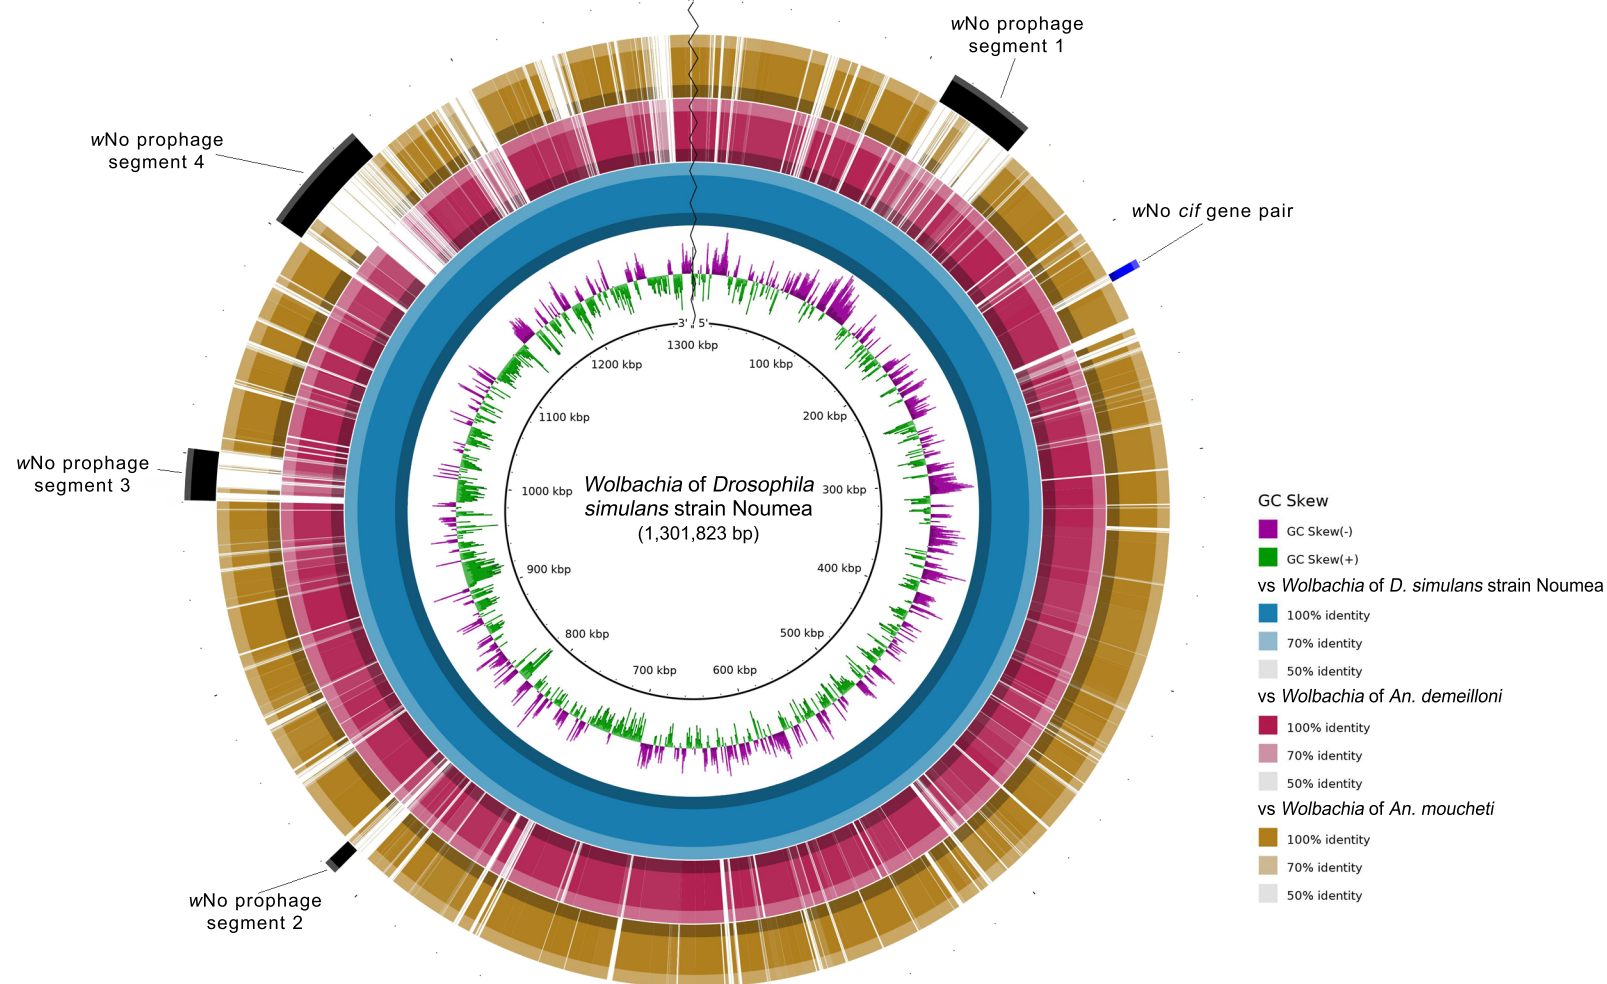 wNo prophage
segment 1
wNo prophage
segment 4
wNo cif gene pair
3' 5'
1300 kbp
1200 kbp
100 kbp
1100 kbp
200 kbp
wNo prophage
segment 3
Wolbachia of Drosophila
simulans strain Noumea
(1,301,823 bp)
1000 kbp
300 kbp
900 kbp
400 kbp
800 kbp
500 kbp
700 kbp
600 kbp
wNo prophage
segment 2
GC Skew
GC Skew(-)
GC Skew(+)
vs Wolbachia of D. simulans strain Noumea
100% identity
70% identity
50% identity
vs Wolbachia of An. demeilloni
100% identity
70% identity
50% identity
vs Wolbachia of An. moucheti
100% identity
70% identity
50% identity